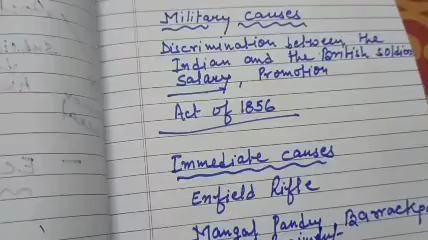 Military causes
Discrimination between the
Indian and the British soldier
Salary, Promotion
Act of 1856
Immediate causes
Enfield Rifle
Mangal Pandey, Barrackp